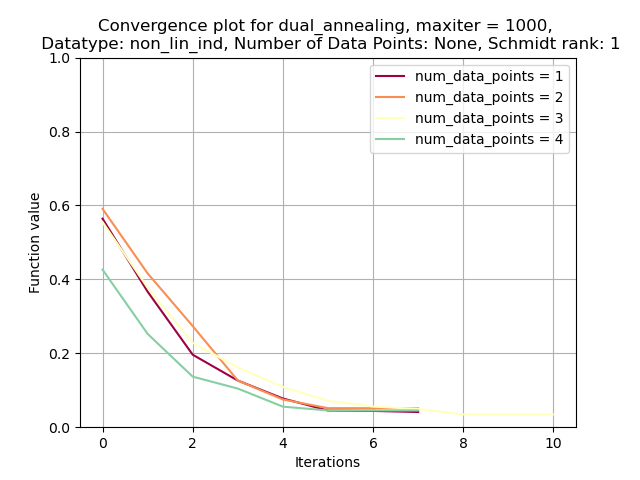 Convergence plot for dual_annealing, maxiter = 1000,
Datatype: non_lin_ind, Number of Data Points: None, Schmidt rank: 1
1.0
0.8
0.6
0.4
0.2
0.0
Function value
num_data_points = 1
num_data_points = 2
num_data_points = 3
num_data_points = 4
0 2 4 6 8 10
Iterations